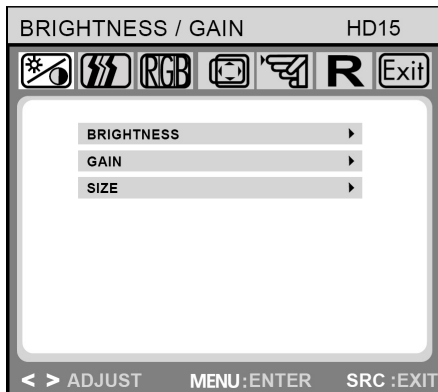 BRIGHTNESS / GAIN HD15
RGB R Exit
BRIGHTNESS
GAIN
SIZE
< > ADJUST MENU:ENTER SRC :EXIT